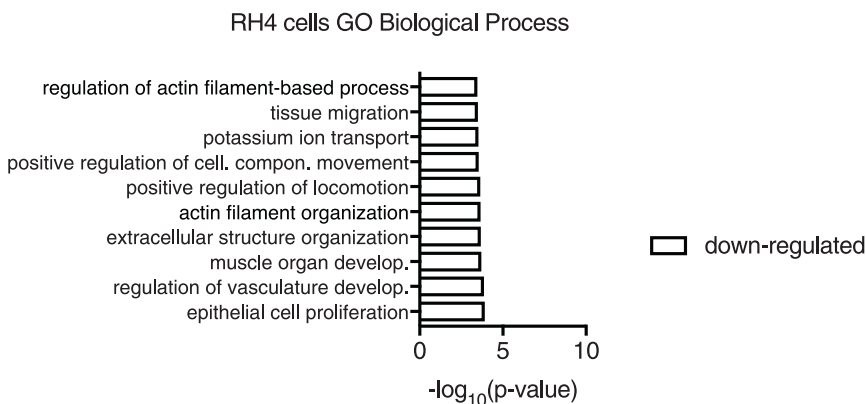 RH4 cells GO Biological Process
regulation of actin filament-based process
tissue migration
potassium ion transport
positive regulation of cell. compon. movement
positive regulation of locomotion
actin filament organization
extracellular structure organization
muscle organ develop.
regulation of vasculature develop.
epithelial cell proliferation
down-regulated
0 5 10
-log10(p-value)